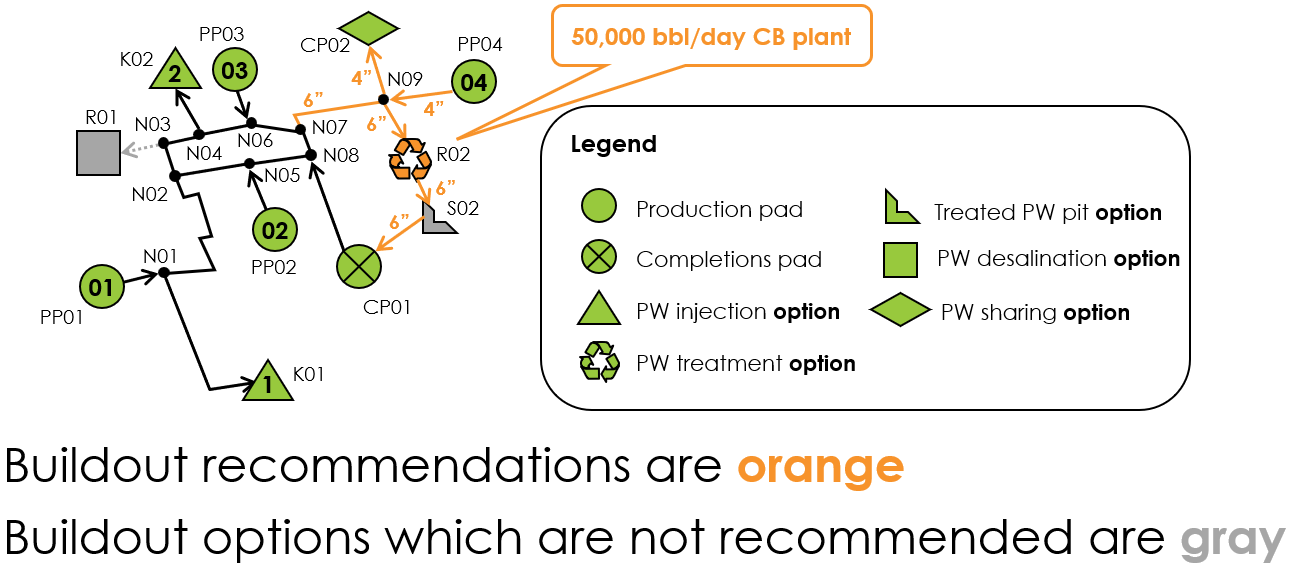 50,000 bbl/day CB plant
PP03
CP02
PP04
K02
2
03
04
4”
N09
4”
6”
6”
R01
N03
N04
N06
N07
N08
R02
N02
N05
6”
S02
6”
02
PP02
N01
01
PP01
CP01
1
K01
Legend
Production pad
Completions pad
PW injection option
PW treatment option
Treated PW pit option
PW desalination option
PW sharing option
Buildout recommendations are orange
Buildout options which are not recommended are gray